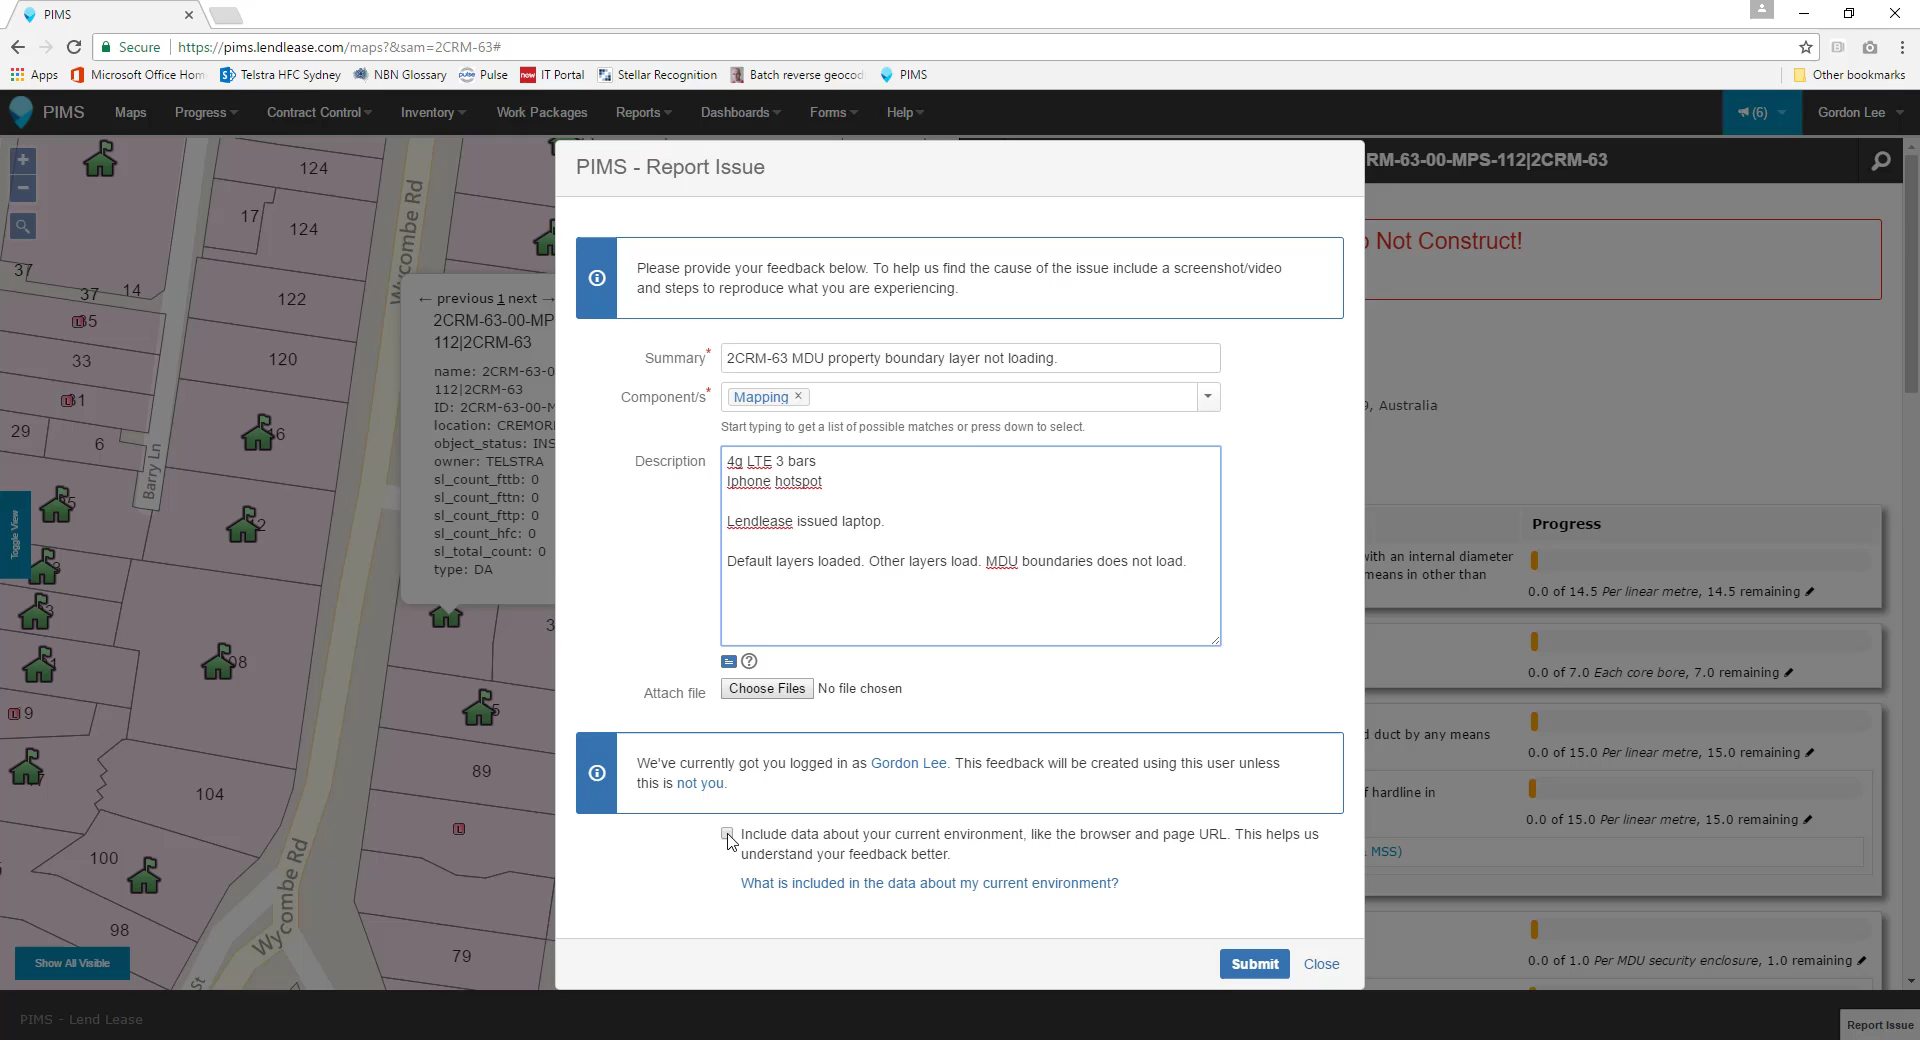 PIMS
Secure
https://pims.lendlease.com/maps?&sam=2CRM-63#
Apps
Microsoft Office Hom
Telstra HFC Sydney
NBN Glossary
Pulse
IT Portal
Stellar Recognition
Batch reverse geocod
PIMS
Other bookmarks
PIMS
Maps
Progress
Contract Control
Inventory
Work Packages
Reports
Dashboards
Forms
Help
(6)
Gordon Lee
PIMS - Report Issue
RM-63-00-MPS-112|2CRM-63
Not Construct!
Please provide your feedback below. To help us find the cause of the issue include a screenshot/video
and steps to reproduce what you are experiencing.
Summary*
2CRM-63 MDU property boundary layer not loading.
Component/s*
Mapping ×
Start typing to get a list of possible matches or press down to select.
Description
4g LTE 3 bars
Iphone hotspot
Lendlease issued laptop.
Default layers loaded. Other layers load. MDU boundaries does not load.
Attach file
Choose Files
No file chosen
We've currently got you logged in as Gordon Lee. This feedback will be created using this user unless
this is not you.
Include data about your current environment, like the browser and page URL. This helps us
understand your feedback better.
What is included in the data about my current environment?
Submit
Close
← previous 1 next →
2CRM-63-00-MP
112|2CRM-63
name: 2CRM-63-0
112|2CRM-63
ID: 2CRM-63-00-M
location: CREMOR
object_status: INS
owner: TELSTRA
sl_count_fttb: 0
sl_count_fttn: 0
sl_count_fttp: 0
sl_count_hfc: 0
sl_total_count: 0
type: DA
124
17
124
37
37
14
122
35
33
120
31
29
6
Barry Ln
Wycombe Rd
89
104
100
98
79
Wycombe Rd
St
Toggle View
Show All Visible
, Australia
Progress
with an internal diameter
means in other than
0.0 of 14.5 Per linear metre, 14.5 remaining
0.0 of 7.0 Each core bore, 7.0 remaining
d duct by any means
0.0 of 15.0 Per linear metre, 15.0 remaining
f hardline in
0.0 of 15.0 Per linear metre, 15.0 remaining
MSS)
0.0 of 1.0 Per MDU security enclosure, 1.0 remaining
PIMS - Lend Lease
Report Issue